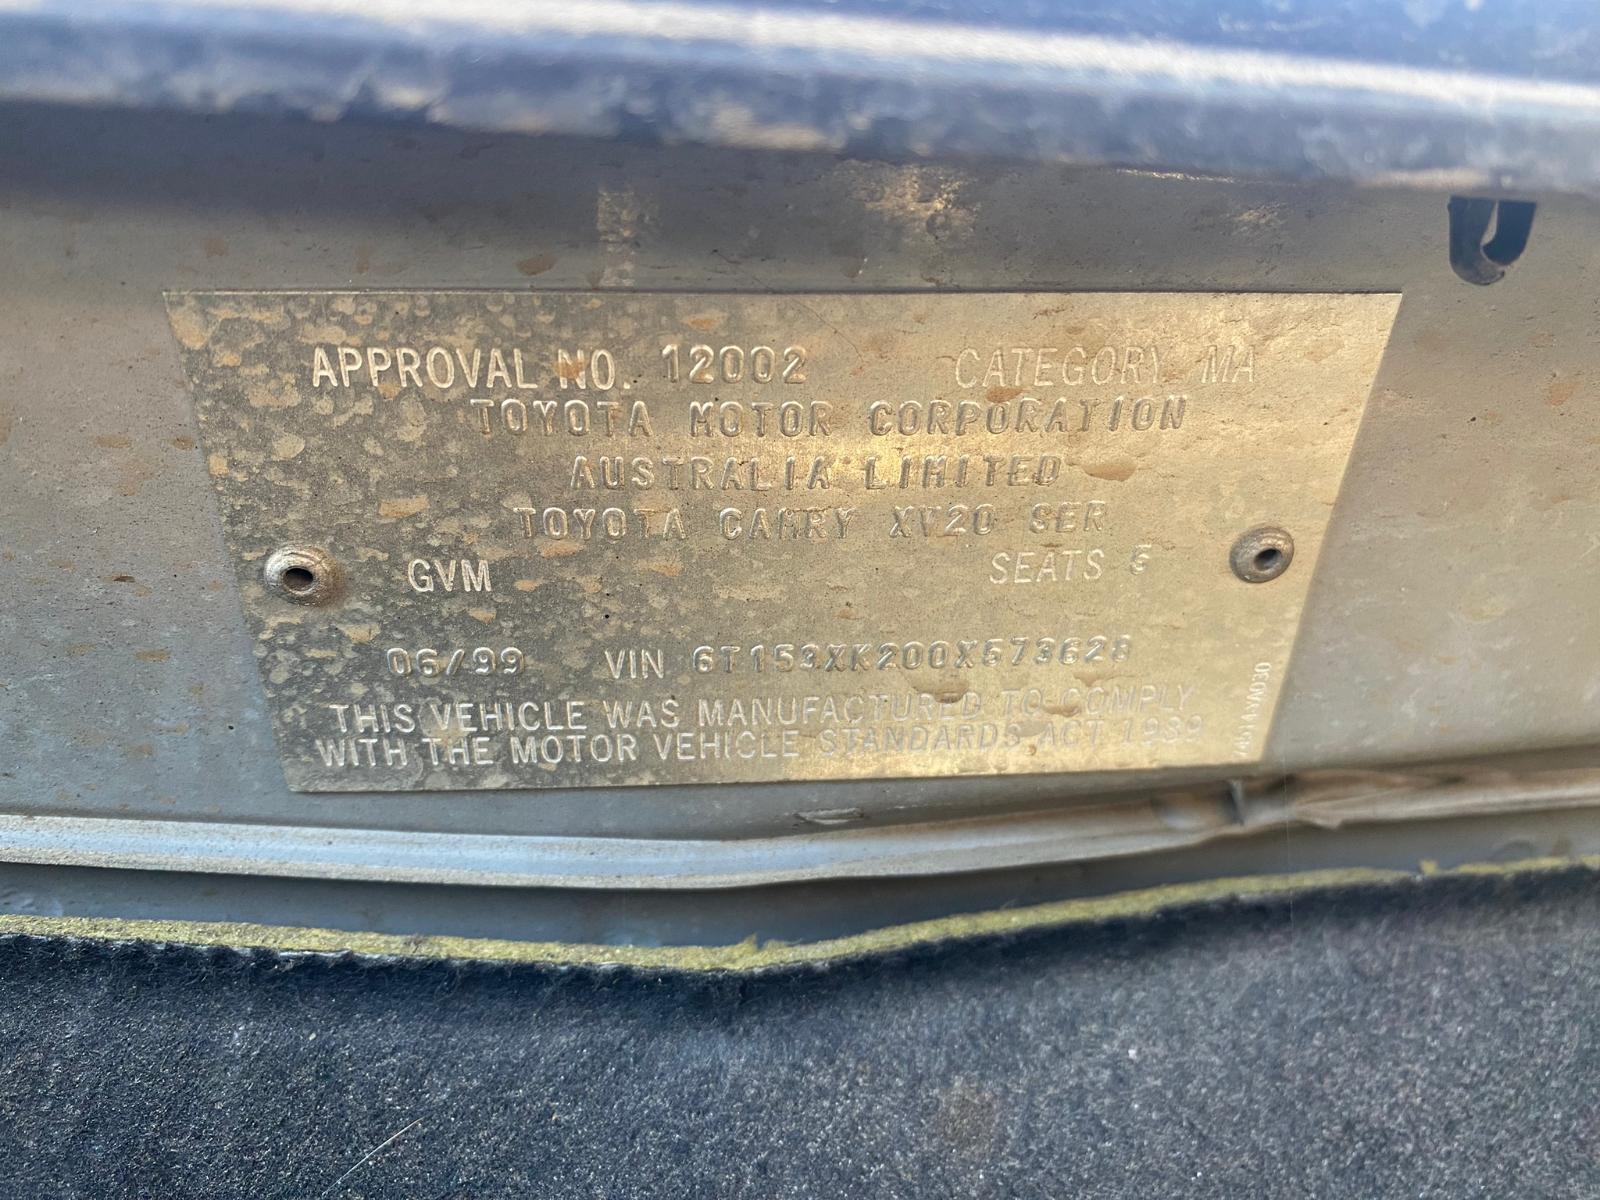 APPROVAL NO. 12002 CATEGORY MA
TOYOTA MOTOR CORPORATION
AUSTRALIA LIMITED
TOYOTA CAMRY XV20 SER
GVM SEATS 5
06/99 VIN 6T153XK200X573628
THIS VEHICLE WAS MANUFACTURED TO COMPLY
WITH THE MOTOR VEHICLE STANDARDS ACT 1989